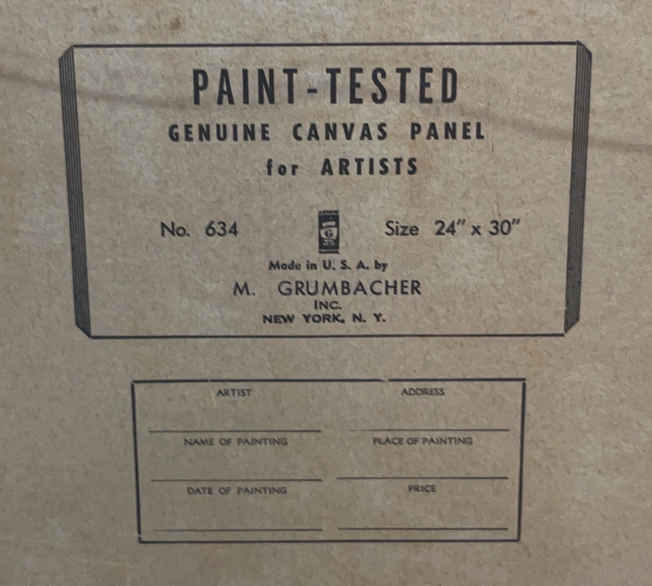 PAINT-TESTED
GENUINE CANVAS PANEL
for ARTISTS
No. 634 Size 24" x 30"
Made in U. S. A. by
M. GRUMBACHER
INC.
NEW YORK, N. Y.
ARTIST ADDRESS
NAME OF PAINTING PLACE OF PAINTING
DATE OF PAINTING PRICE